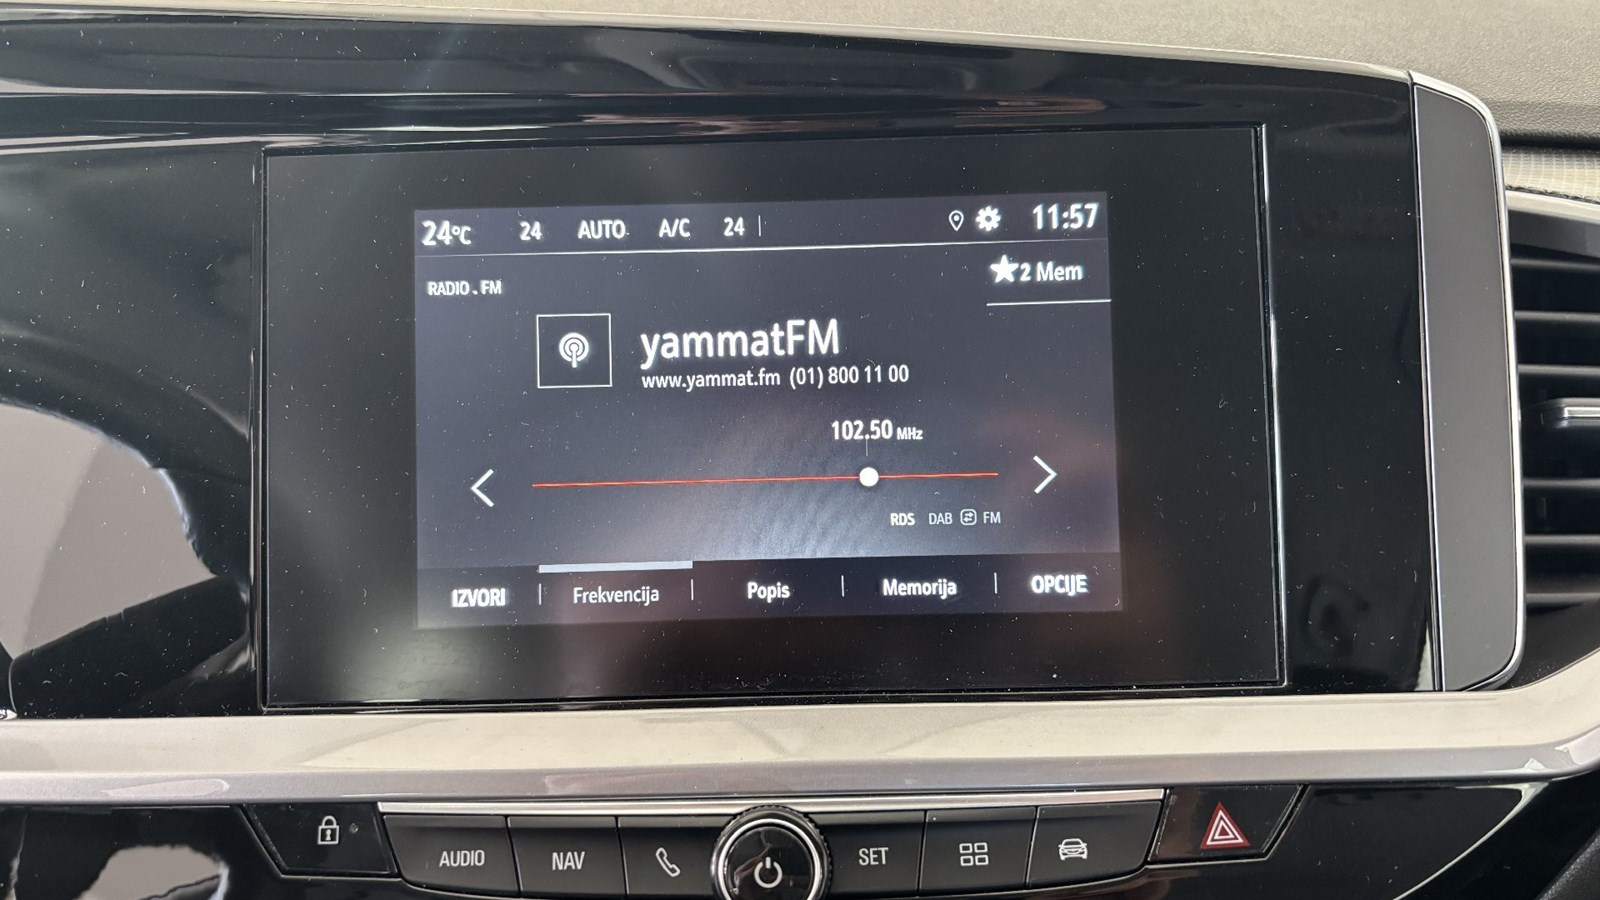 24°C 24 AUTO A/C 24 11:57
★2 Mem
RADIO . FM
yammatFM
www.yammat.fm (01) 800 11 00
102.50 MHz
RDS DAB FM
IZVORI Frekvencija Popis Memorija OPCIJE
AUDIO NAV SET